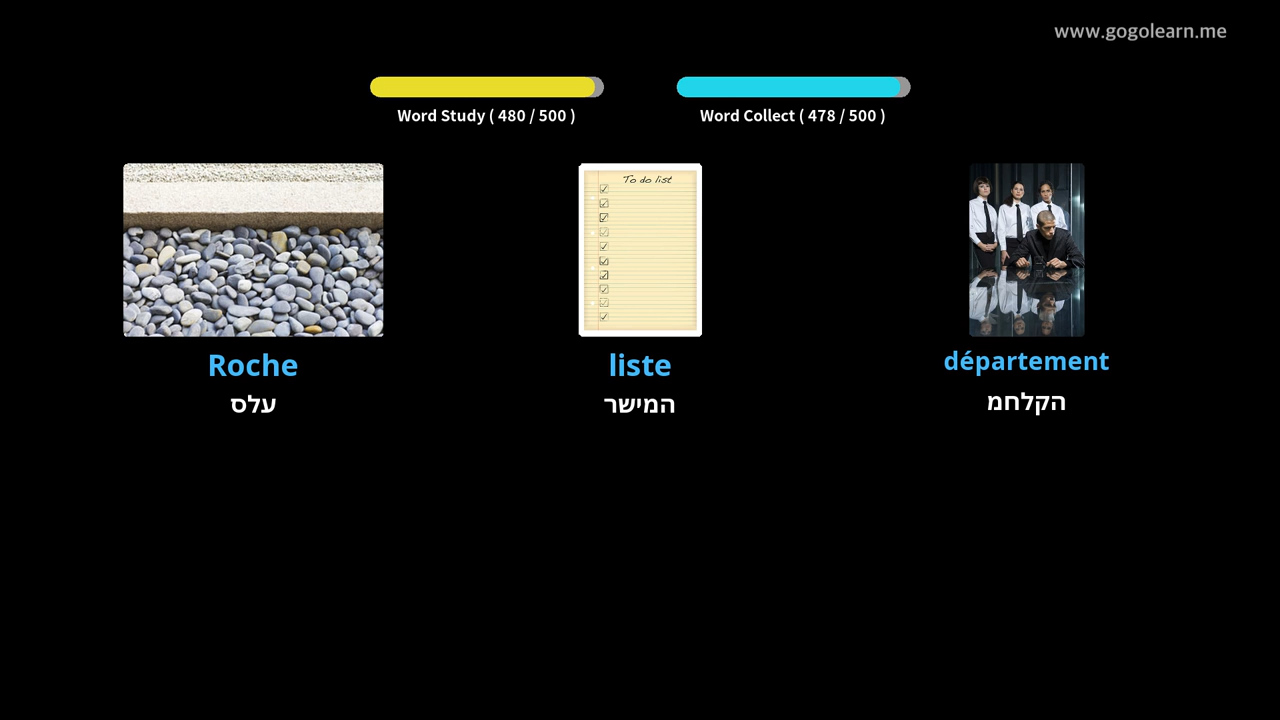 www.gogolearn.me
Word Study ( 480 / 500 )
Word Collect ( 478 / 500 )
To do list
Roche
עלס
liste
המישר
département
הקלחמ